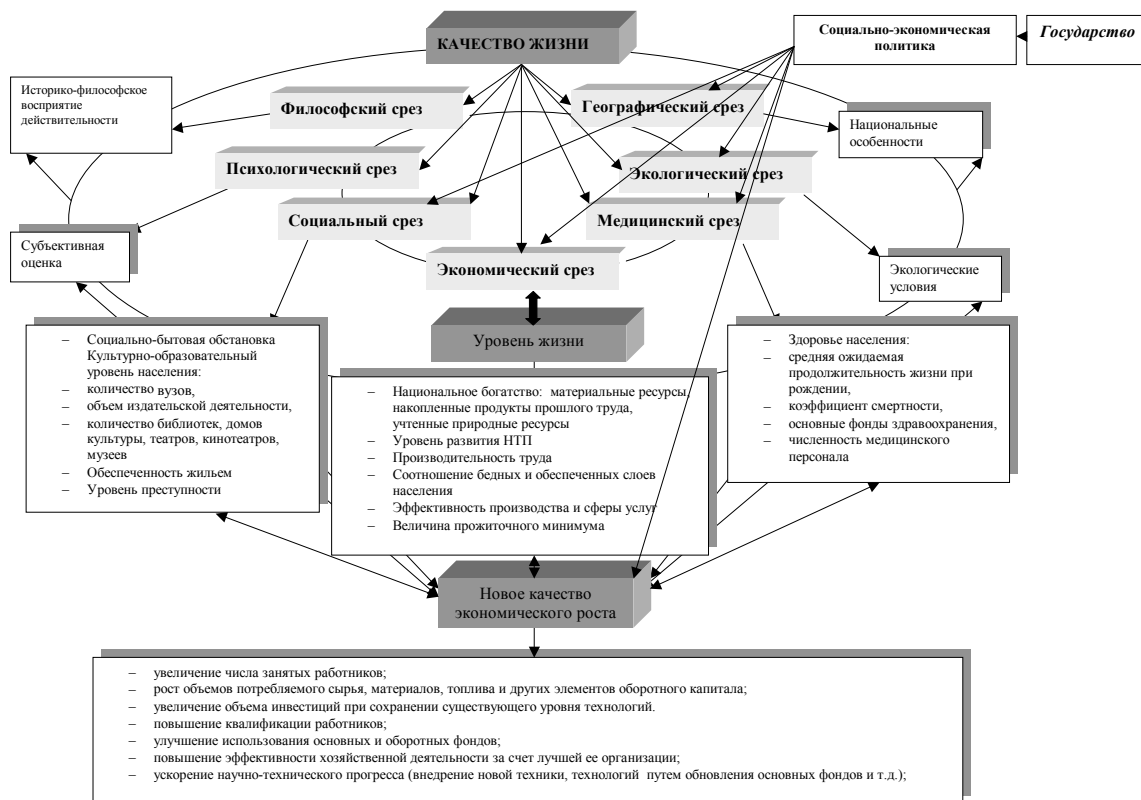 КАЧЕСТВО ЖИЗНИ
Социально-экономическая
политика
Государство
Историко-философское
восприятие
действительности
Философский срез
Географический срез
Национальные
особенности
Психологический срез
Экологический срез
Социальный срез
Медицинский срез
Субъективная
оценка
Экономический срез
Экологические
условия
Уровень жизни
– Социально-бытовая обстановка
Культурно-образовательный
уровень населения:
– количество вузов,
– объем издательской деятельности,
– количество библиотек, домов
культуры, театров, кинотеатров,
музеев
– Обеспеченность жильем
– Уровень преступности
– Национальное богатство: материальные ресурсы,
накопленные продукты прошлого труда,
учтенные природные ресурсы
– Уровень развития НТП
– Производительность труда
– Соотношение бедных и обеспеченных слоев
населения
– Эффективность производства и сферы услуг
– Величина прожиточного минимума
– Здоровье населения:
– средняя ожидаемая
продолжительность жизни при
рождении,
– коэффициент смертности,
– основные фонды здравоохранения,
– численность медицинского
персонала
Новое качество
экономического роста
– увеличение числа занятых работников;
– рост объемов потребляемого сырья, материалов, топлива и других элементов оборотного капитала;
– увеличение объема инвестиций при сохранении существующего уровня технологий.
– повышение квалификации работников;
– улучшение использования основных и оборотных фондов;
– повышение эффективности хозяйственной деятельности за счет лучшей ее организации;
– ускорение научно-технического прогресса (внедрение новой техники, технологий путем обновления основных фондов и т.д.);